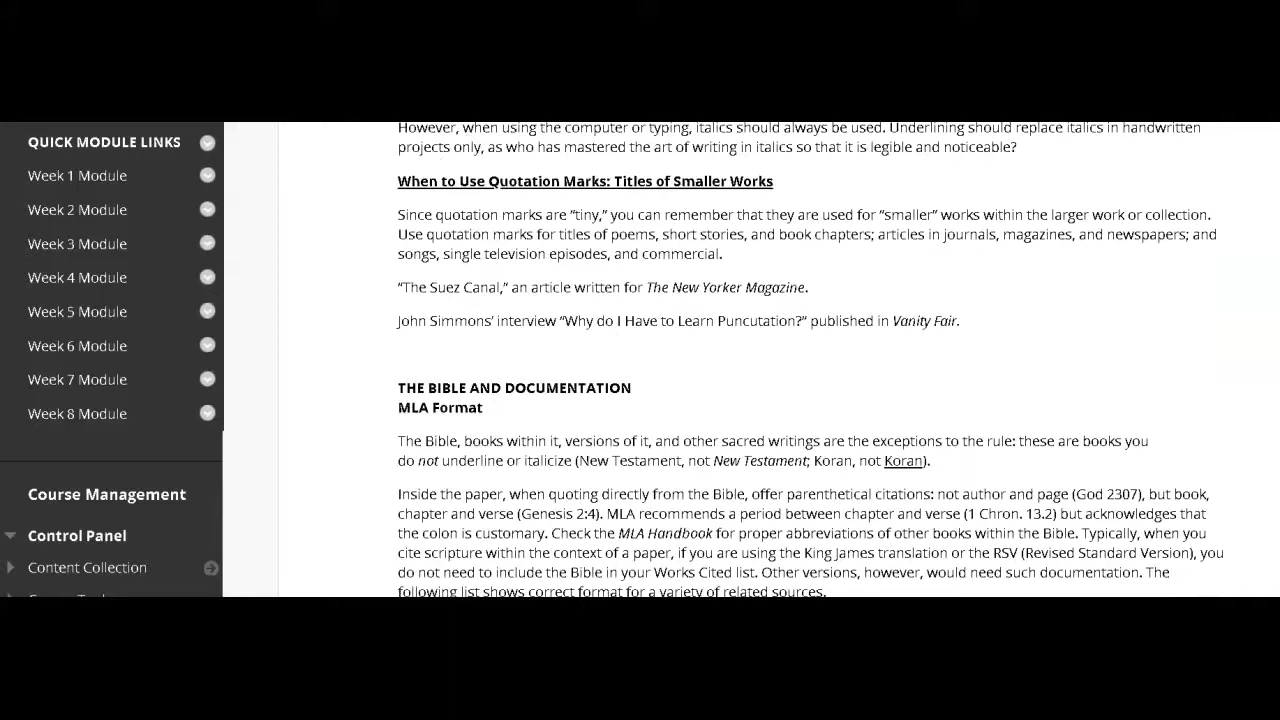 QUICK MODULE LINKS
Week 1 Module
Week 2 Module
Week 3 Module
Week 4 Module
Week 5 Module
Week 6 Module
Week 7 Module
Week 8 Module
Course Management
Control Panel
Content Collection
However, when using the computer or typing, italics should always be used. Underlining should replace italics in handwritten
projects only, as who has mastered the art of writing in italics so that it is legible and noticeable?
When to Use Quotation Marks: Titles of Smaller Works
Since quotation marks are “tiny,” you can remember that they are used for “smaller” works within the larger work or collection.
Use quotation marks for titles of poems, short stories, and book chapters; articles in journals, magazines, and newspapers; and
songs, single television episodes, and commercial.
“The Suez Canal,” an article written for The New Yorker Magazine.
John Simmons’ interview “Why do I Have to Learn Puncutation?” published in Vanity Fair.
THE BIBLE AND DOCUMENTATION
MLA Format
The Bible, books within it, versions of it, and other sacred writings are the exceptions to the rule: these are books you
do not underline or italicize (New Testament, not New Testament; Koran, not Koran).
Inside the paper, when quoting directly from the Bible, offer parenthetical citations: not author and page (God 2307), but book,
chapter and verse (Genesis 2:4). MLA recommends a period between chapter and verse (1 Chron. 13.2) but acknowledges that
the colon is customary. Check the MLA Handbook for proper abbreviations of other books within the Bible. Typically, when you
cite scripture within the context of a paper, if you are using the King James translation or the RSV (Revised Standard Version), you
do not need to include the Bible in your Works Cited list. Other versions, however, would need such documentation. The
following list shows correct format for a variety of related sources.